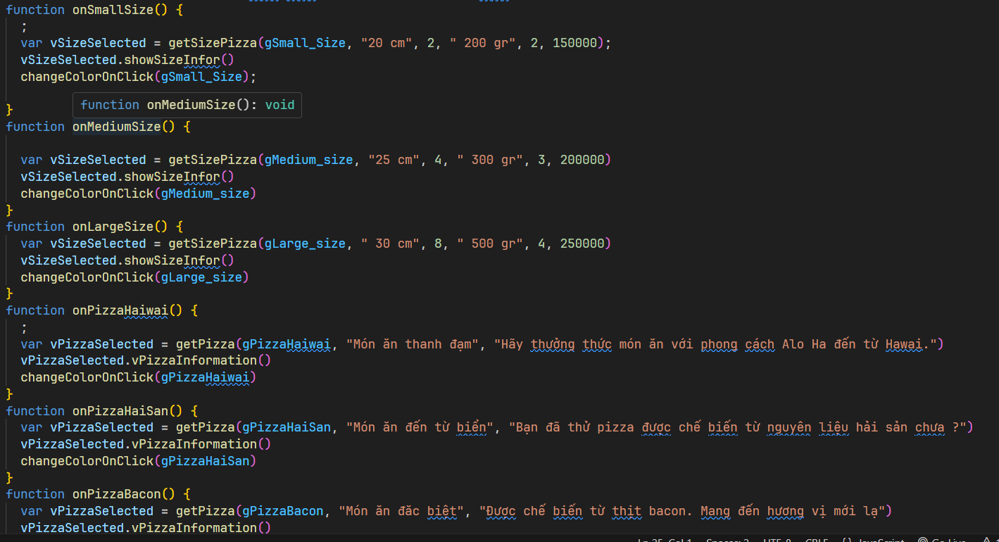 function onSmallSize() {
;
var vSizeSelected = getSizePizza(gSmall_Size, "20 cm", 2, " 200 gr", 2, 150000);
vSizeSelected.showSizeInfor()
changeColorOnClick(gSmall_Size);
function onMediumSize(): void
}
function onMediumSize() {
var vSizeSelected = getSizePizza(gMedium_size, "25 cm", 4, " 300 gr", 3, 200000)
vSizeSelected.showSizeInfor()
changeColorOnClick(gMedium_size)
}
function onLargeSize() {
var vSizeSelected = getSizePizza(gLarge_size, " 30 cm", 8, " 500 gr", 4, 250000)
vSizeSelected.showSizeInfor()
changeColorOnClick(gLarge_size)
}
function onPizzaHaiwai() {
;
var vPizzaSelected = getPizza(gPizzaHaiwai, "Món ăn thanh đạm", "Hãy thưởng thức món ăn với phong cách Alo Ha đến từ Hawai.")
vPizzaSelected.vPizzaInformation()
changeColorOnClick(gPizzaHaiwai)
}
function onPizzaHaiSan() {
var vPizzaSelected = getPizza(gPizzaHaiSan, "Món ăn đến từ biển", "Bạn đã thử pizza được chế biến từ nguyên liệu hải sản chưa ?")
vPizzaSelected.vPizzaInformation()
changeColorOnClick(gPizzaHaiSan)
}
function onPizzaBacon() {
var vPizzaSelected = getPizza(gPizzaBacon, "Món ăn đăc biệt", "Được chế biến từ thịt bacon. Mang đến hương vị mới lạ")
vPizzaSelected.vPizzaInformation()